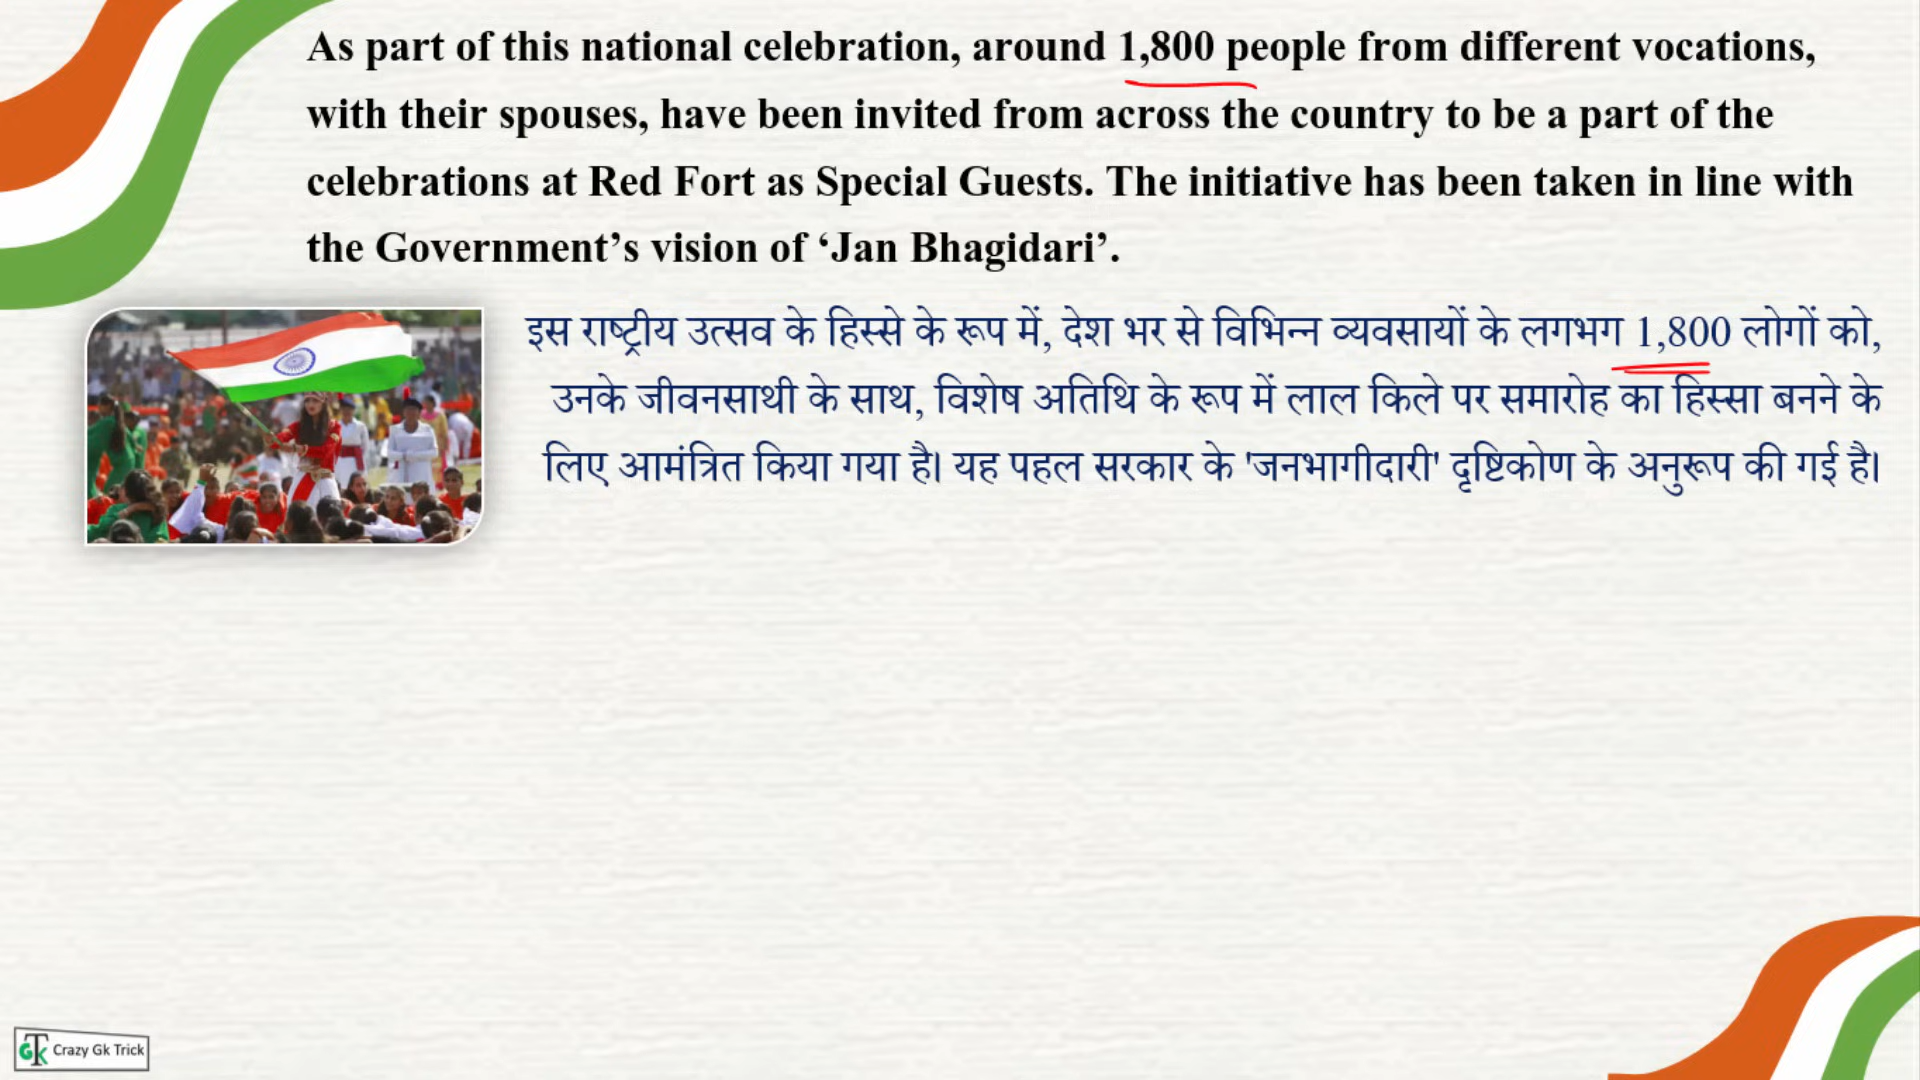 As part of this national celebration, around 1,800 people from different vocations,
with their spouses, have been invited from across the country to be a part of the
celebrations at Red Fort as Special Guests. The initiative has been taken in line with
the Government’s vision of ‘Jan Bhagidari’.
इस राष्ट्रीय उत्सव के हिस्से के रूप में, देश भर से विभिन्न व्यवसायों के लगभग 1,800 लोगों को,
उनके जीवनसाथी के साथ, विशेष अतिथि के रूप में लाल किले पर समारोह का हिस्सा बनने के
लिए आमंत्रित किया गया है। यह पहल सरकार के 'जनभागीदारी' दृष्टिकोण के अनुरूप की गई है।
GTK Crazy Gk Trick